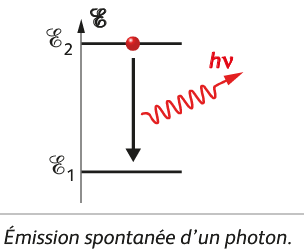 ℰ
ℰ2
hν
ℰ1
Émission spontanée d'un photon.